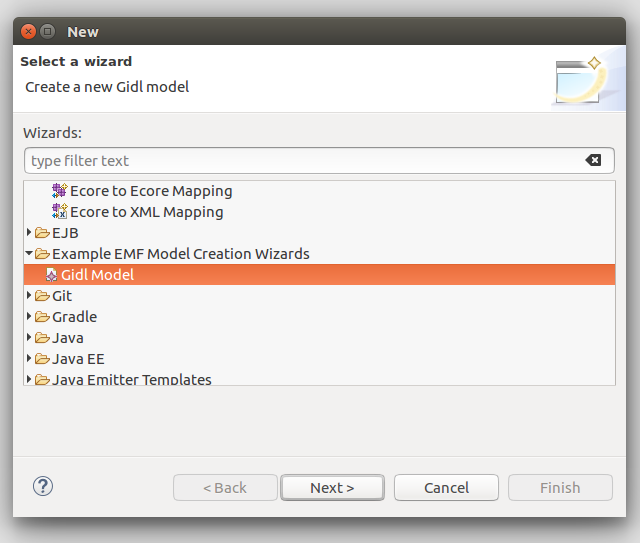 New
Select a wizard
Create a new Gidl model
Wizards:
type filter text
Ecore to Ecore Mapping
Ecore to XML Mapping
EJB
Example EMF Model Creation Wizards
Gidl Model
Git
Gradle
Java
Java EE
Java Emitter Templates
? < Back Next > Cancel Finish